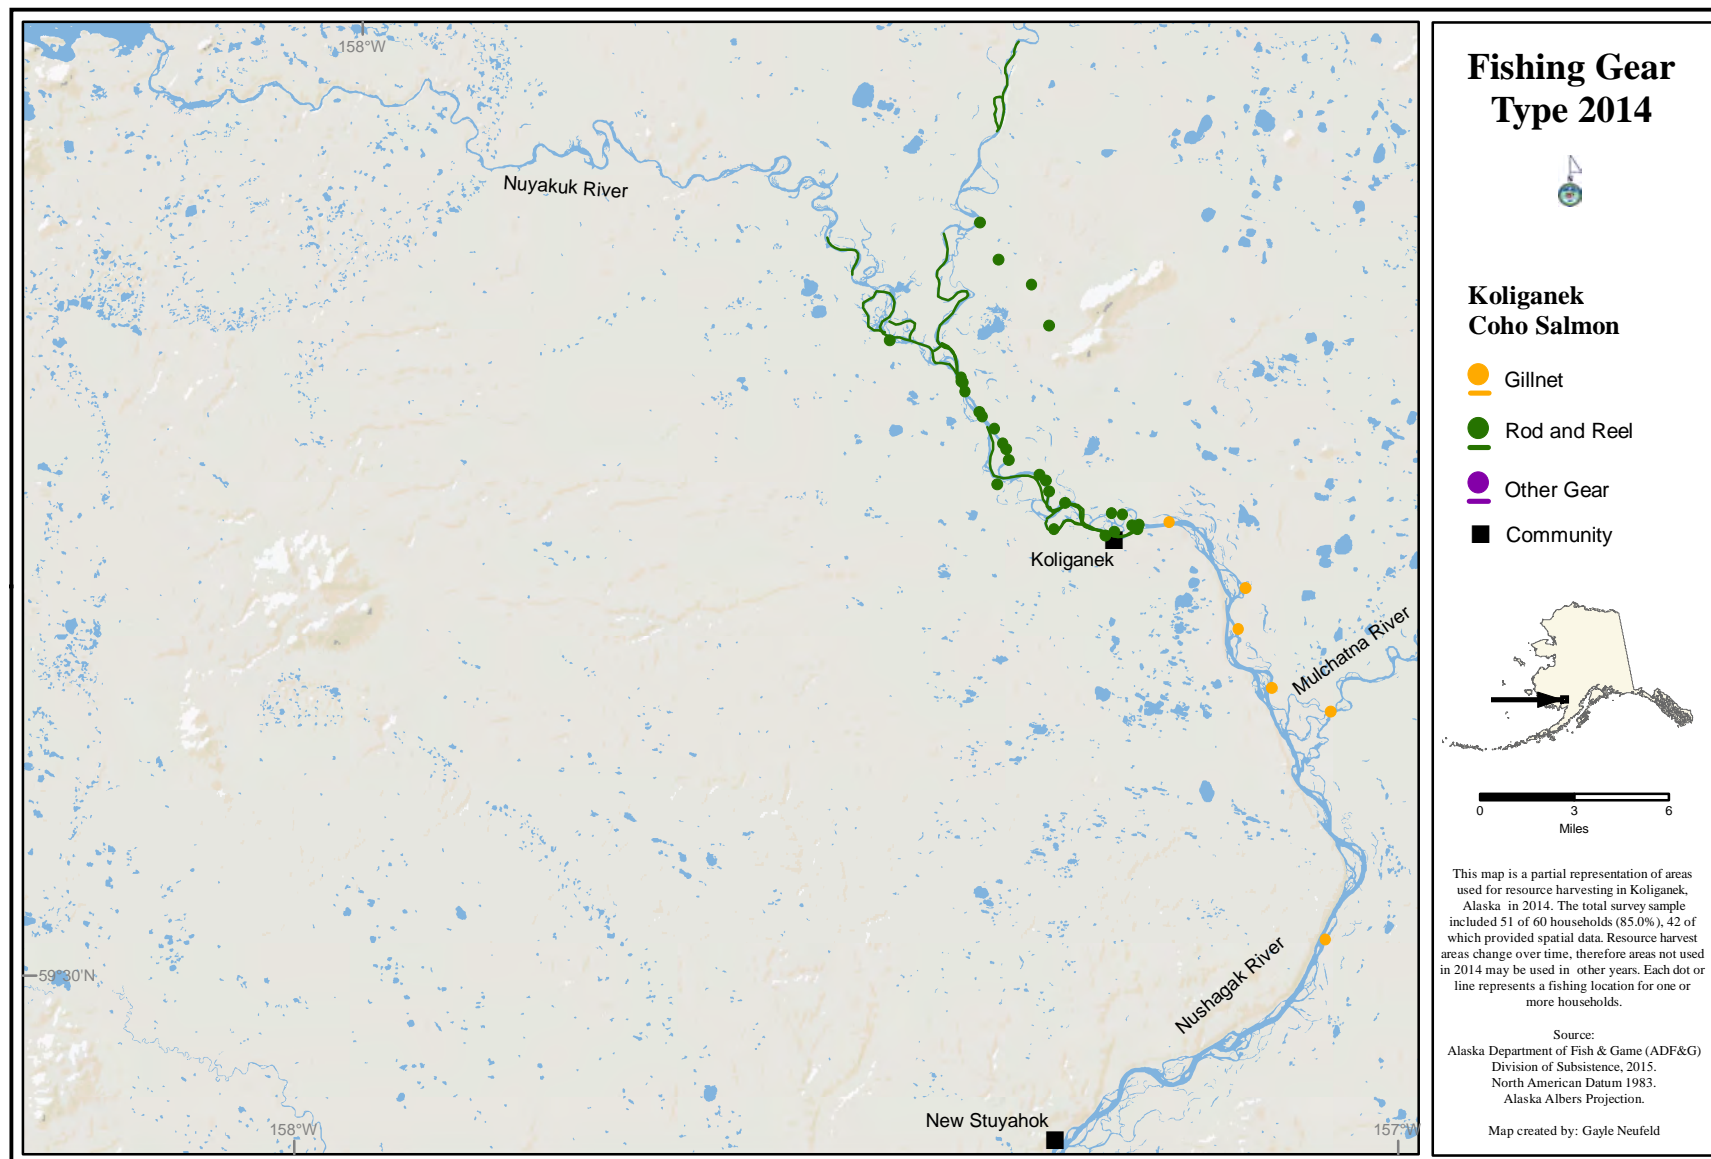 158°W
Nuyakuk River
Koliganek
Mulchatna River
59°30'N
Nushagak River
New Stuyahok
158°W
157°W
Fishing Gear
Type 2014
Koliganek
Coho Salmon
Gillnet
Rod and Reel
Other Gear
Community
0 3 6
Miles
This map is a partial representation of areas
used for resource harvesting in Koliganek,
Alaska in 2014. The total survey sample
included 51 of 60 households (85.0%), 42 of
which provided spatial data. Resource harvest
areas change over time, therefore areas not used
in 2014 may be used in other years. Each dot or
line represents a fishing location for one or
more households.
Source:
Alaska Department of Fish & Game (ADF&G)
Division of Subsistence, 2015.
North American Datum 1983.
Alaska Albers Projection.
Map created by: Gayle Neufeld